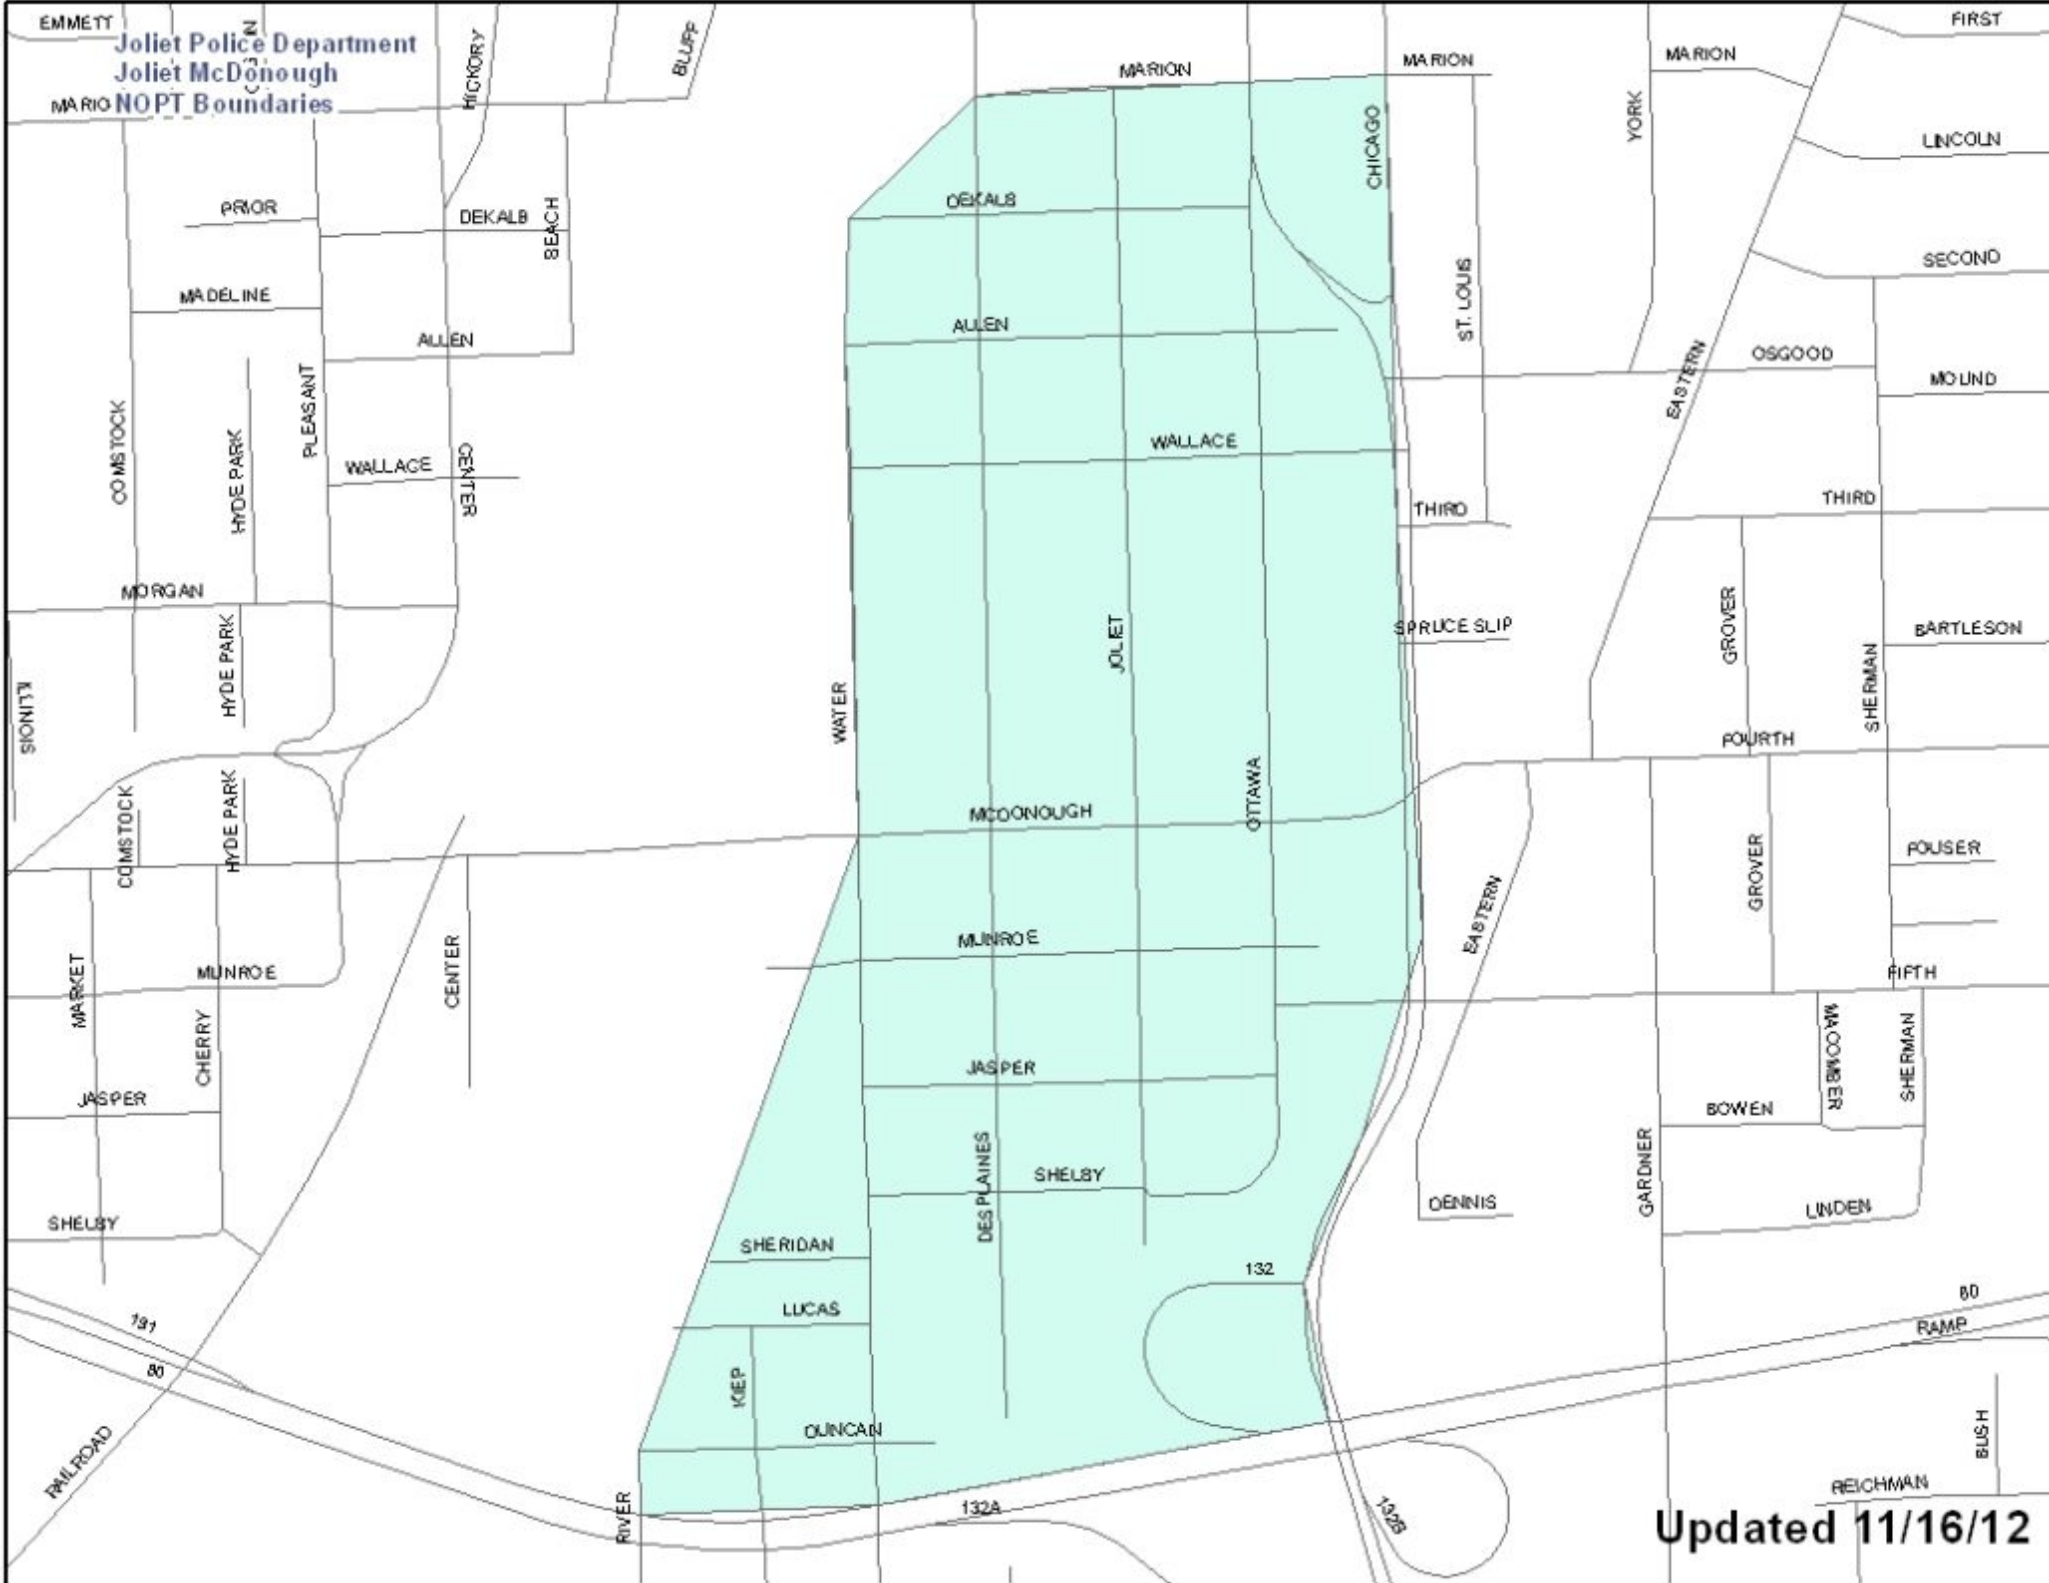 EMMETT
Joliet Police Department
Joliet McDonough
NOPT Boundaries
MARIO
HICKORY
BLUFF
MARION
MARION
MARION
FIRST
CHICAGO
YORK
LINCOLN
PRIOR
DEKALB
BEACH
DEKALB
SECOND
MADELINE
ST. LOUIS
ALLEN
ALLEN
OSGOOD
EASTERN
MOUND
PLEASANT
COMSTOCK
HYDE PARK
WALLACE
CENTER
WALLACE
THIRD
THIRD
MORGAN
HYDE PARK
JOLIET
SPRUCE SLIP
GROVER
BARTLESON
SHERMAN
ILLINOIS
WATER
FOURTH
OTTAWA
MCDONOUGH
COMSTOCK
HYDE PARK
GROVER
FOUSER
EASTERN
MUNROE
MARKET
MUNROE
CENTER
FIFTH
CHERRY
MACOMBER
SHERMAN
JASPER
JASPER
BOWEN
GARDNER
DES PLAINES
SHELBY
DENNIS
LINDEN
SHELBY
SHERIDAN
132
LUCAS
191
80
80
RAMP
KIEP
DUNCAN
RAILROAD
BUSH
REICHMAN
RIVER
132A
132B
Updated 11/16/12